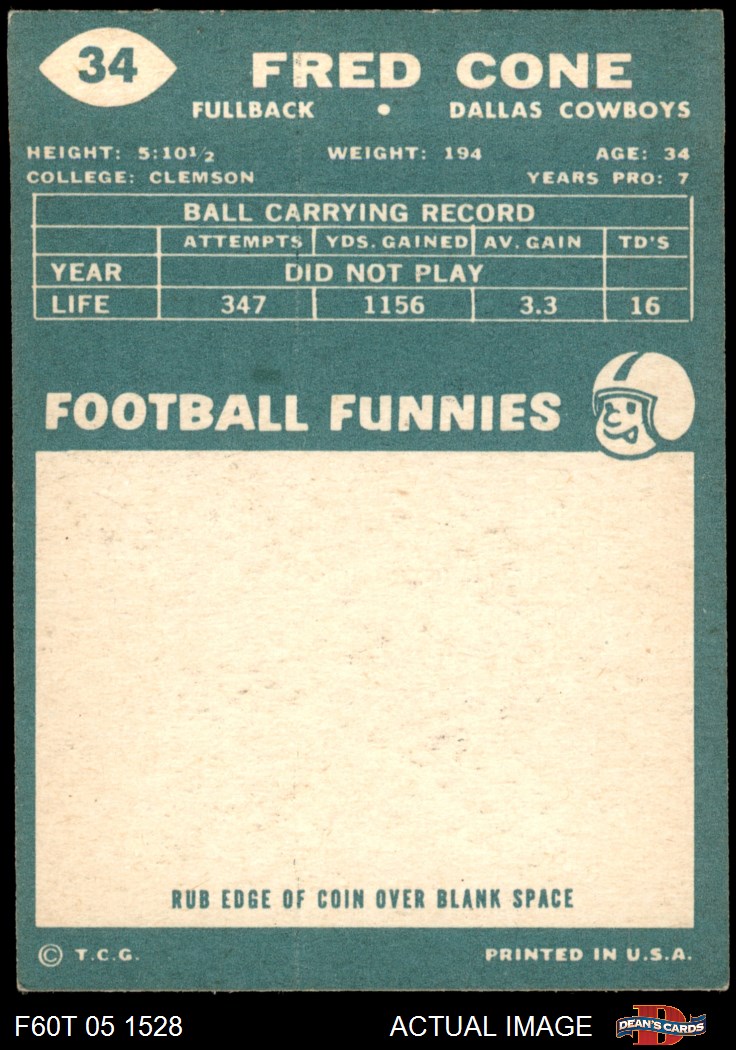 34
FRED CONE
FULLBACK • DALLAS COWBOYS
HEIGHT: 5:10½ WEIGHT: 194 AGE: 34
COLLEGE: CLEMSON YEARS PRO: 7
BALL CARRYING RECORD
ATTEMPTS YDS. GAINED AV. GAIN TD'S
YEAR DID NOT PLAY
LIFE 347 1156 3.3 16
FOOTBALL FUNNIES
RUB EDGE OF COIN OVER BLANK SPACE
© T.C.G. PRINTED IN U.S.A.
F60T 05 1528 ACTUAL IMAGE D DEAN'S CARDS